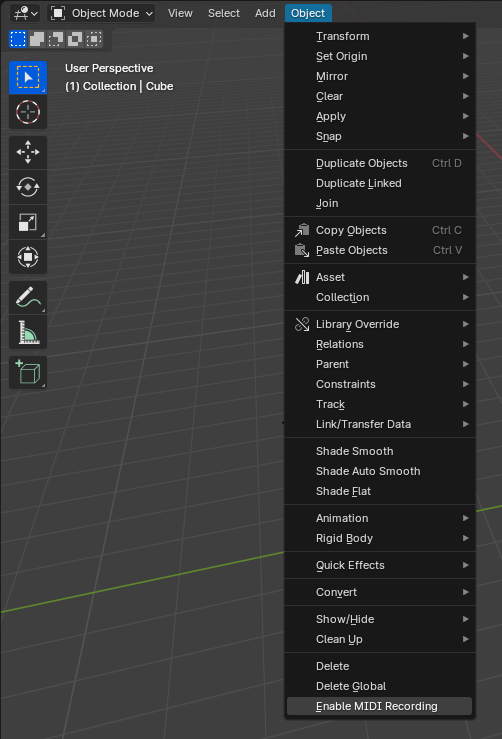 Object Mode View Select Add Object
User Perspective
(1) Collection | Cube
Transform
Set Origin
Mirror
Clear
Apply
Snap
Duplicate Objects Ctrl D
Duplicate Linked
Join
Copy Objects Ctrl C
Paste Objects Ctrl V
Asset
Collection
Library Override
Relations
Parent
Constraints
Track
Link/Transfer Data
Shade Smooth
Shade Auto Smooth
Shade Flat
Animation
Rigid Body
Quick Effects
Convert
Show/Hide
Clean Up
Delete
Delete Global
Enable MIDI Recording